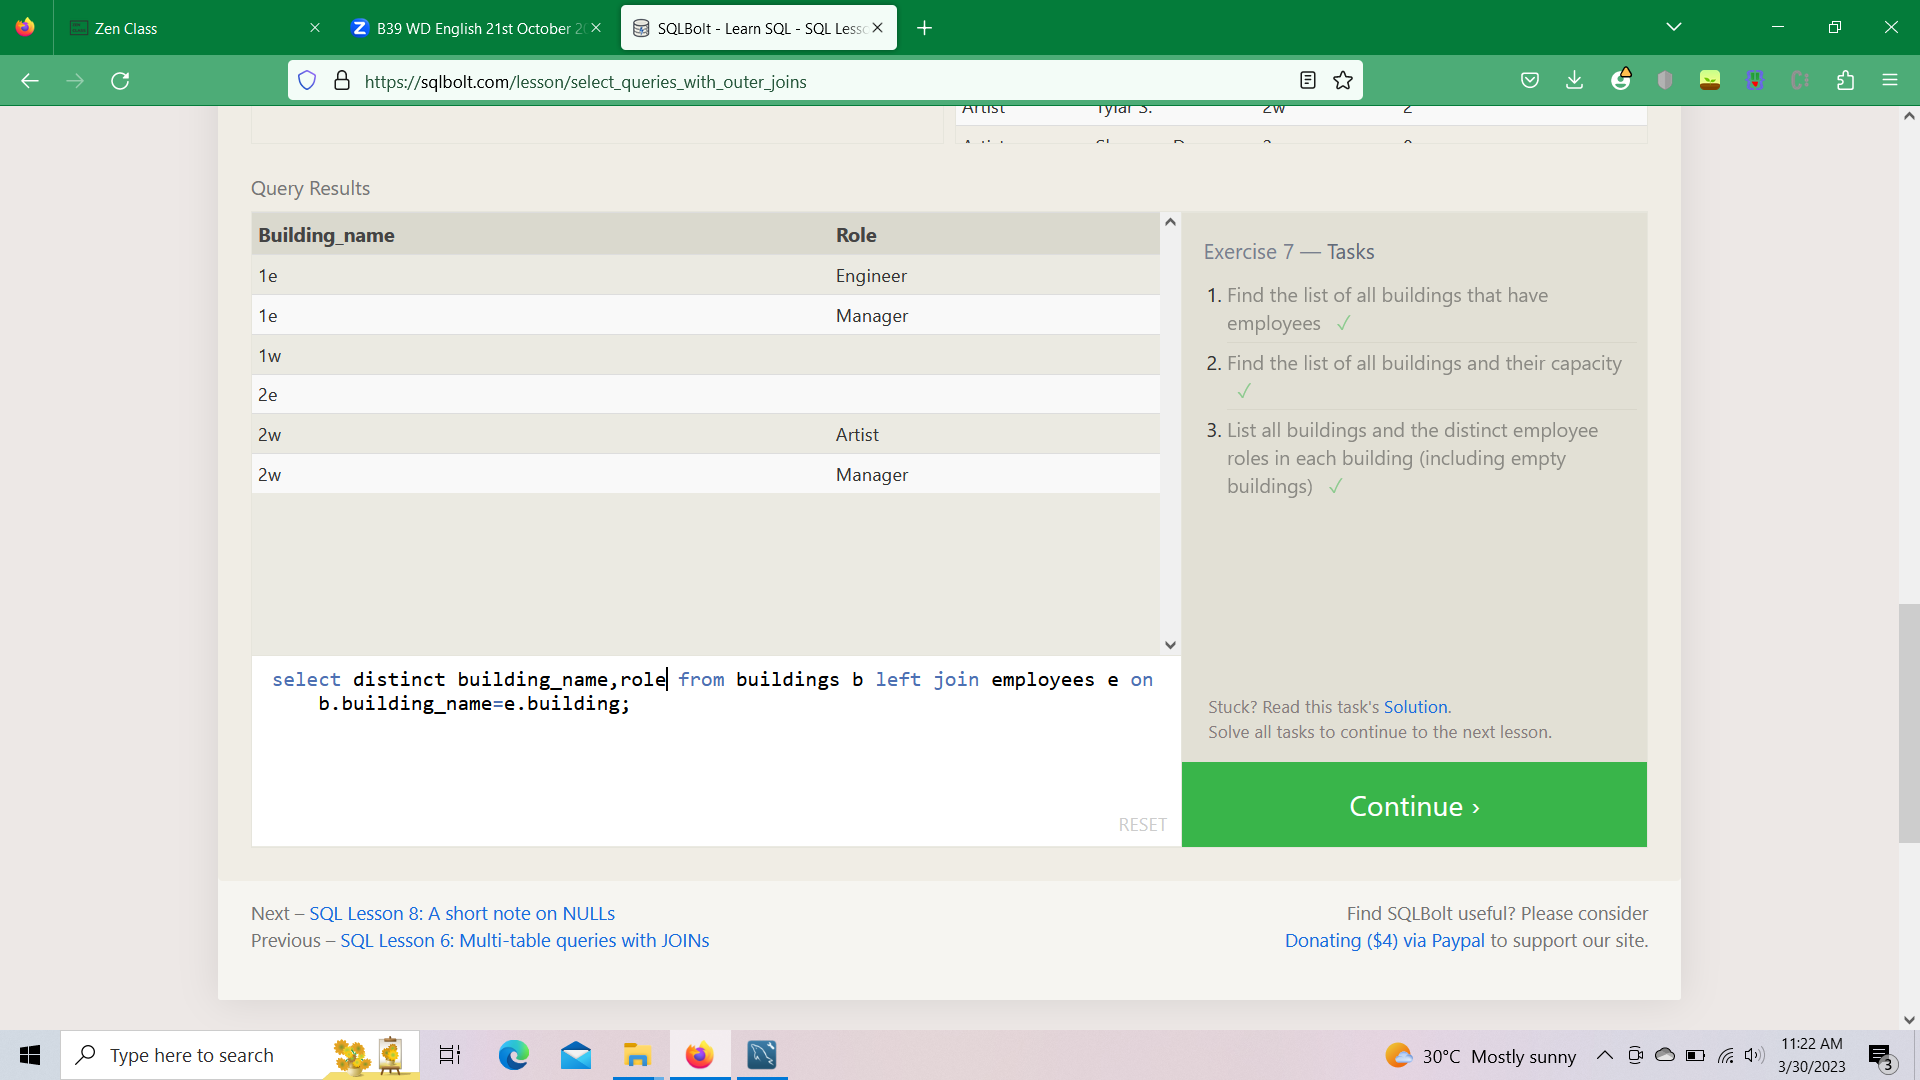 Zen Class
B39 WD English 21st October 2
SQLBolt - Learn SQL - SQL Less
https://sqlbolt.com/lesson/select_queries_with_outer_joins
Artist Tylar S. 2w 2
Query Results
Building_name Role
1e Engineer
1e Manager
1w
2e
2w Artist
2w Manager
Exercise 7 — Tasks
1. Find the list of all buildings that have
employees ✓
2. Find the list of all buildings and their capacity
✓
3. List all buildings and the distinct employee
roles in each building (including empty
buildings) ✓
select distinct building_name,role from buildings b left join employees e on
b.building_name=e.building;
RESET
Stuck? Read this task's Solution.
Solve all tasks to continue to the next lesson.
Continue ›
Next – SQL Lesson 8: A short note on NULLs
Previous – SQL Lesson 6: Multi-table queries with JOINs
Find SQLBolt useful? Please consider
Donating ($4) via Paypal to support our site.
Type here to search
30°C Mostly sunny
11:22 AM
3/30/2023
3